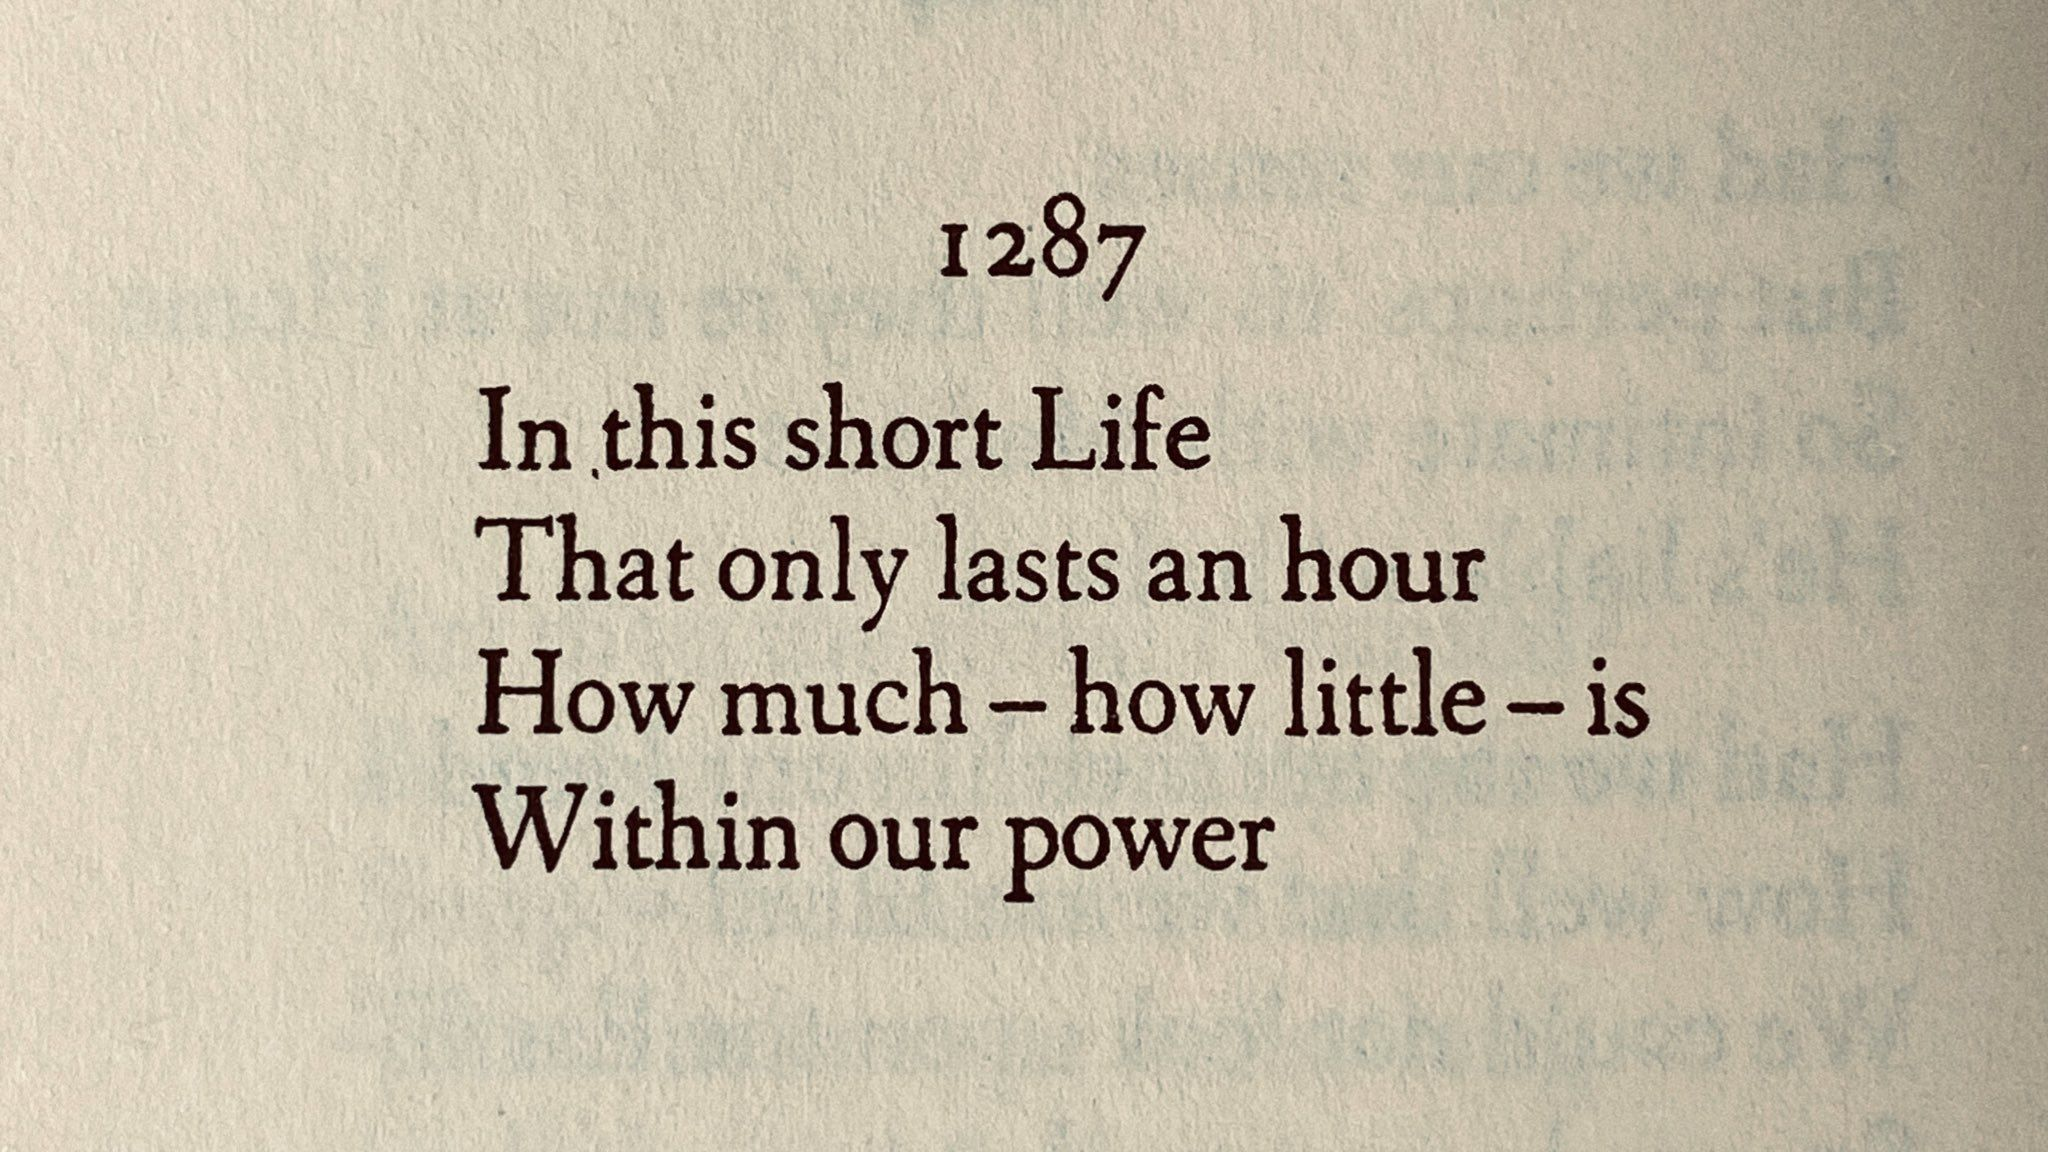 1287
In this short Life
That only lasts an hour
How much – how little – is
Within our power